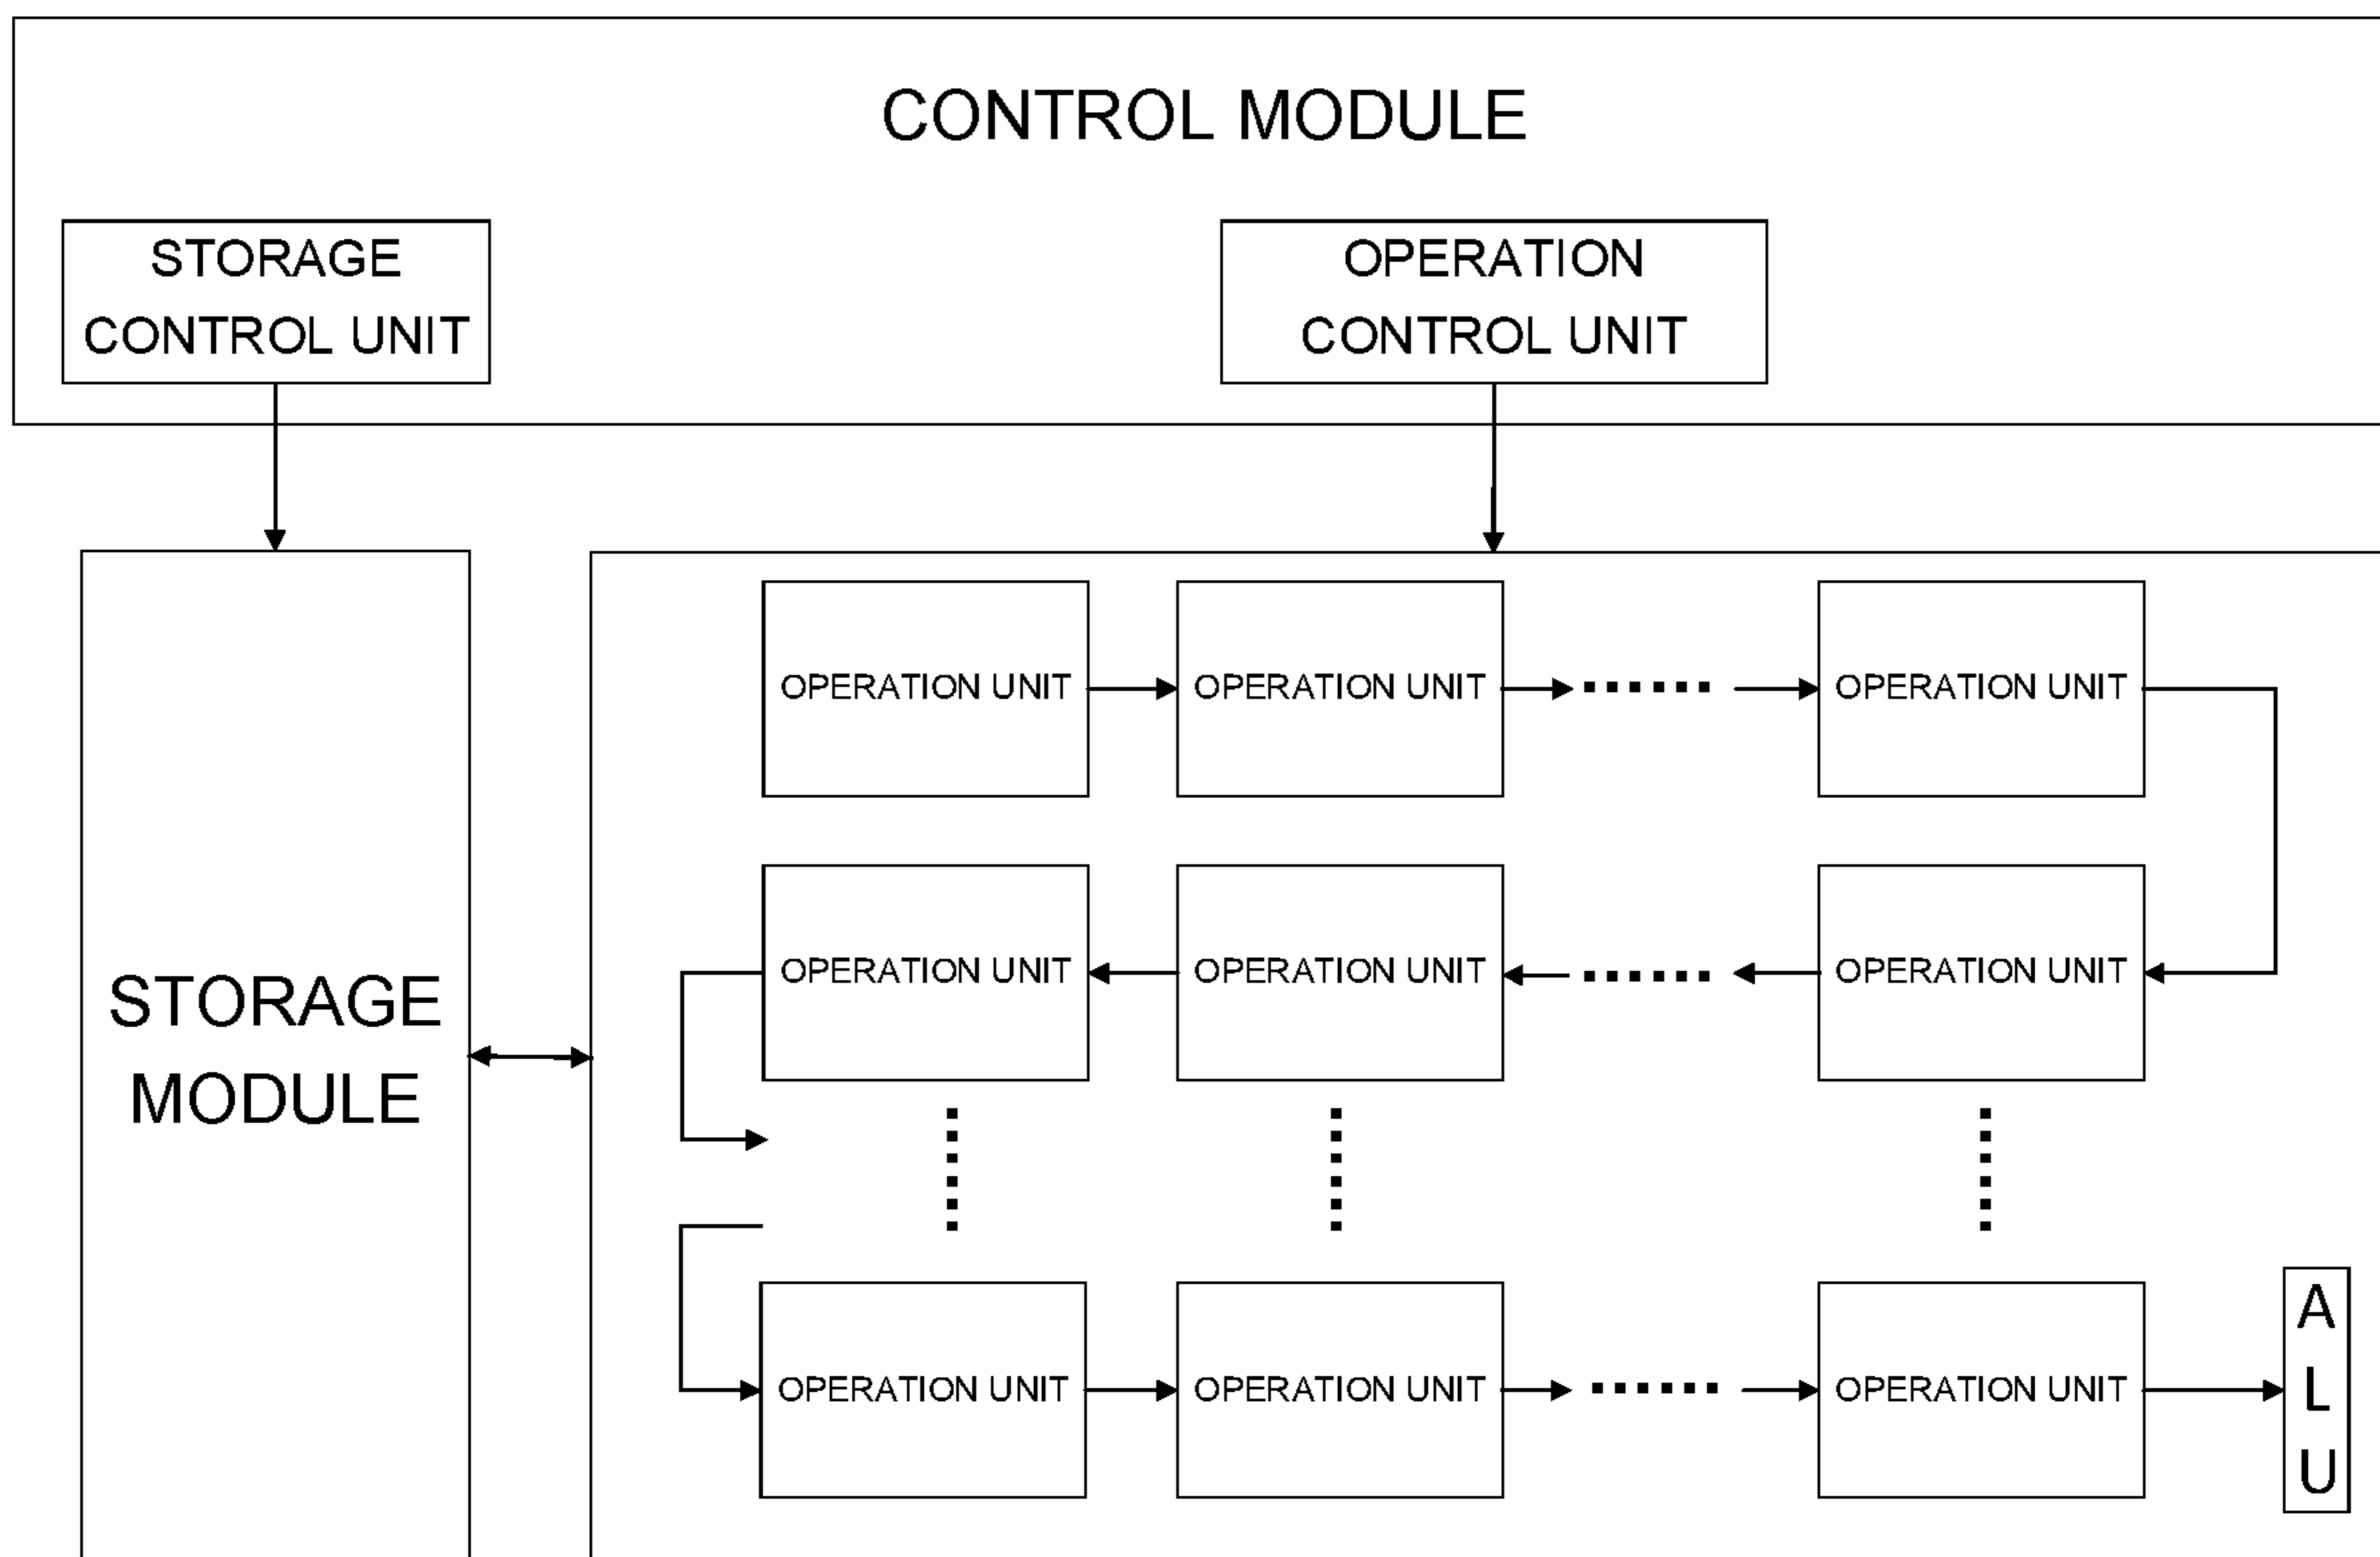 CONTROL MODULE
STORAGE
CONTROL UNIT
OPERATION
CONTROL UNIT
STORAGE
MODULE
OPERATION UNIT
OPERATION UNIT
OPERATION UNIT
OPERATION UNIT
OPERATION UNIT
OPERATION UNIT
OPERATION UNIT
OPERATION UNIT
OPERATION UNIT
A
L
U